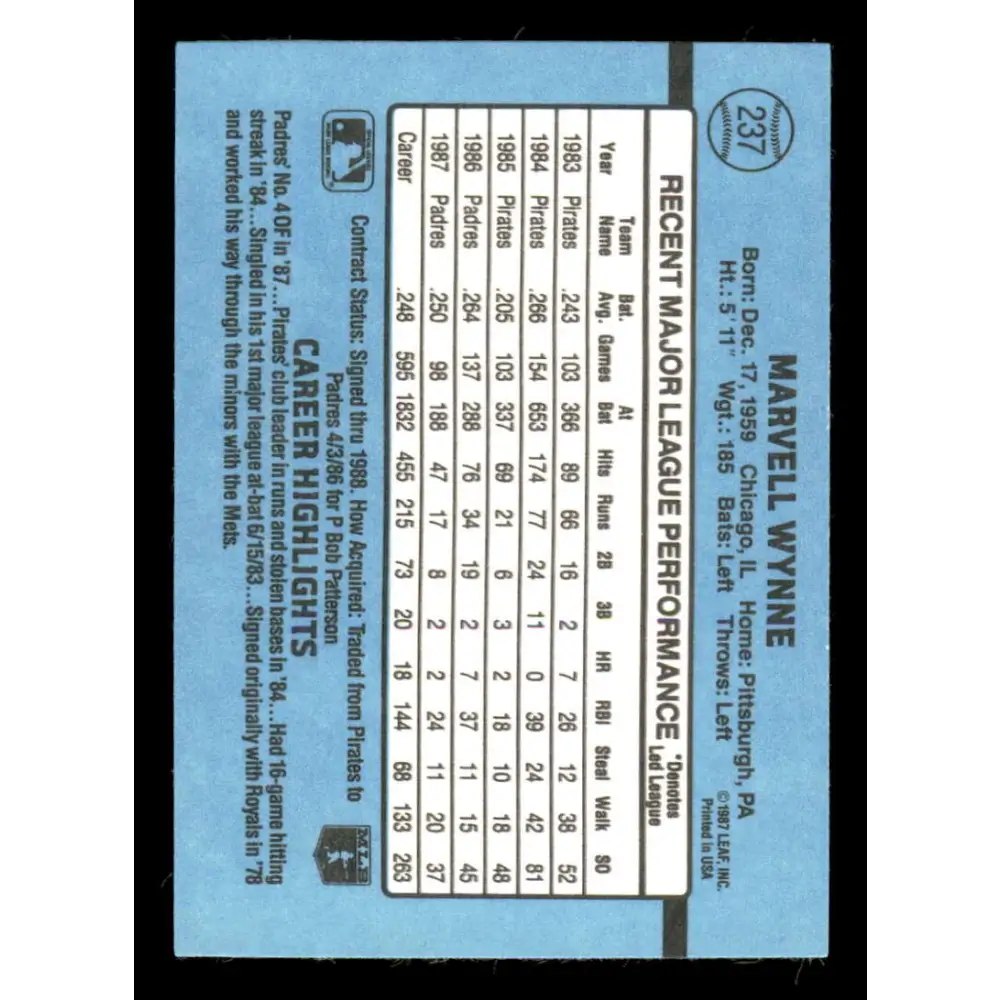 237
MARVELL WYNNE
Born: Dec. 17, 1959 Chicago, IL Home: Pittsburgh, PA
Ht.: 5'11" Wgt.: 185 Bats: Left Throws: Left
©1987 LEAF, INC.
Printed in USA
RECENT MAJOR LEAGUE PERFORMANCE *Denotes Led League
Year Team Name Bat. Avg. Games At Bat Hits Runs 2B 3B HR RBI Steal Walk SO
1983 Pirates .243 103 366 89 66 16 2 7 26 12 38 52
1984 Pirates .266 154 653 174 77 24 11 0 39 24 42 81
1985 Pirates .205 103 337 69 21 6 3 2 18 10 18 48
1986 Padres .264 137 288 76 34 19 2 7 37 11 15 45
1987 Padres .250 98 188 47 17 8 2 2 24 11 20 37
Career .248 595 1832 455 215 73 20 18 144 68 133 263
Contract Status: Signed thru 1988. How Acquired: Traded from Pirates to
Padres 4/3/86 for P Bob Patterson
MLB
CAREER HIGHLIGHTS
Padres' No. 4 OF in '87...Pirates' club leader in runs and stolen bases in '84...Had 16-game hitting
streak in '84...Singled in his 1st major league at-bat 6/15/83...Signed originally with Royals in '78
and worked his way through the minors with the Mets.